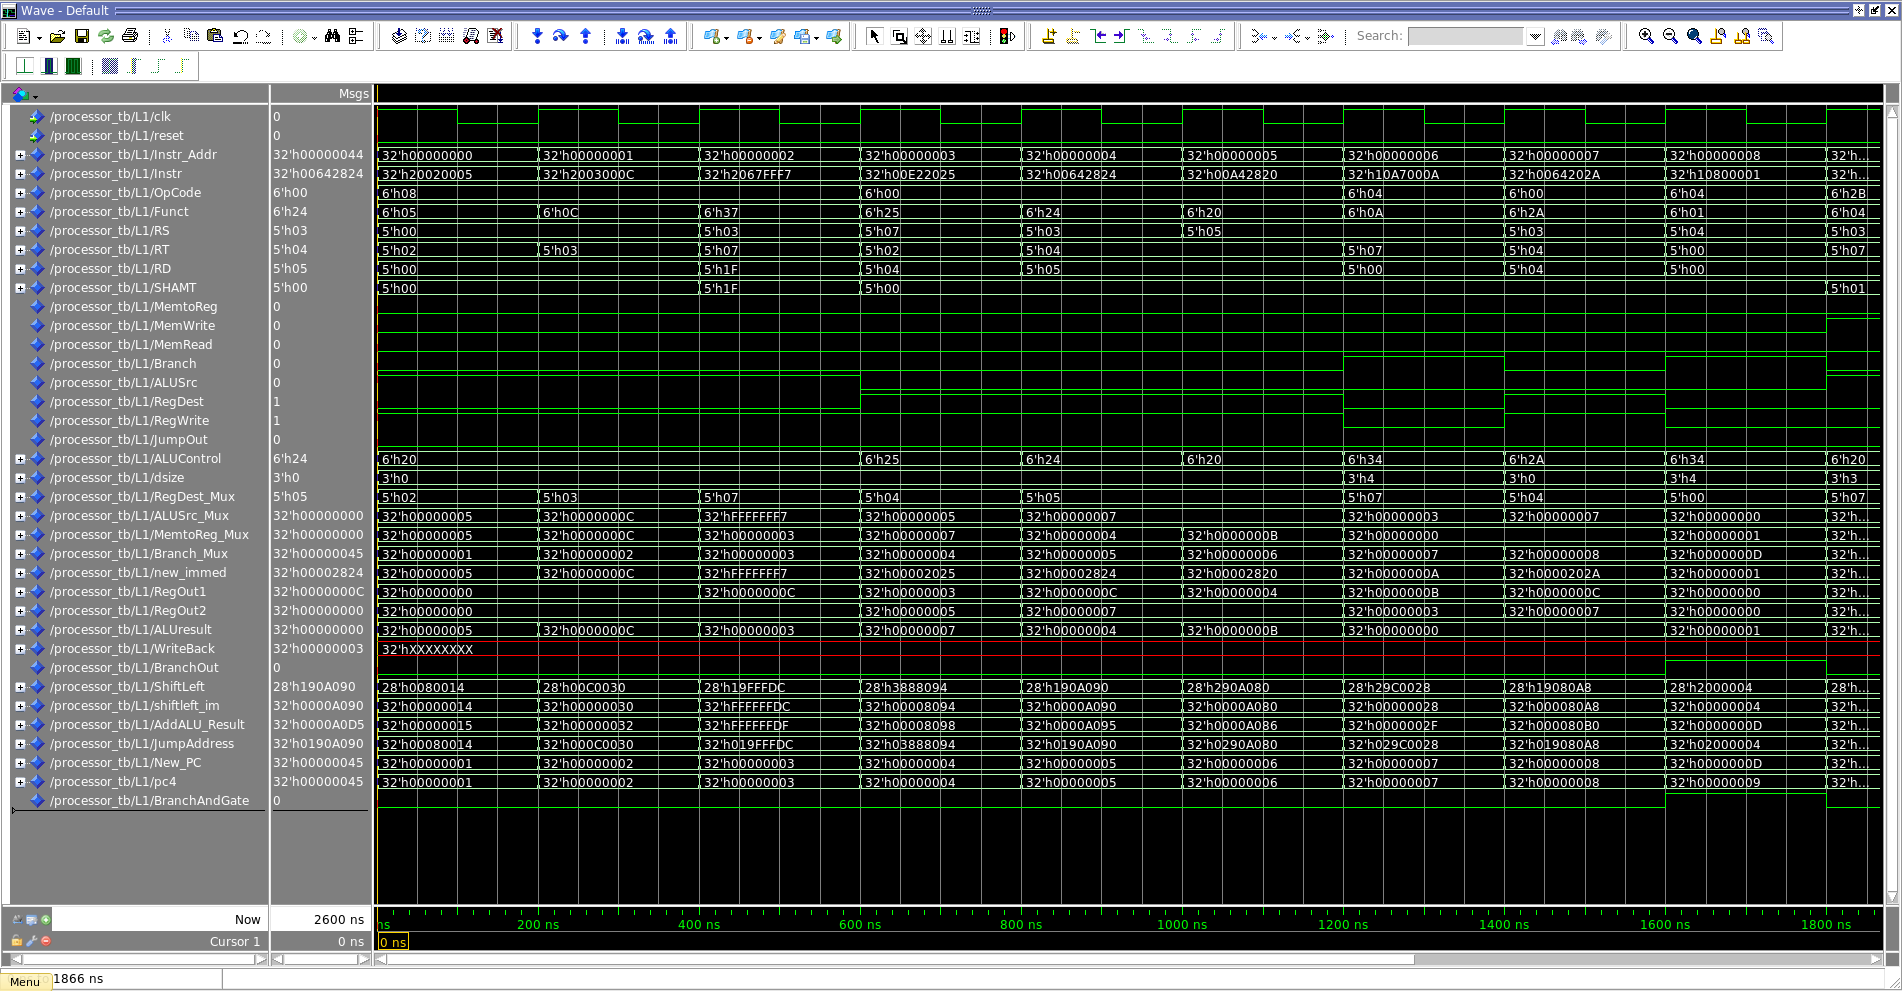 Wave - Default
Search:
Msgs
/processor_tb/L1/clk 0
/processor_tb/L1/reset 0
/processor_tb/L1/Instr_Addr 32'h00000044 32'h00000000 32'h00000001 32'h00000002 32'h00000003 32'h00000004 32'h00000005 32'h00000006 32'h00000007 32'h00000008 32'h...
/processor_tb/L1/Instr 32'h00642824 32'h20020005 32'h2003000C 32'h2067FFF7 32'h00E22025 32'h00642824 32'h00A42820 32'h10A7000A 32'h0064202A 32'h10800001 32'h...
/processor_tb/L1/OpCode 6'h00 6'h08 6'h00 6'h04 6'h00 6'h04 6'h2B
/processor_tb/L1/Funct 6'h24 6'h05 6'h0C 6'h37 6'h25 6'h24 6'h20 6'h0A 6'h2A 6'h01 6'h04
/processor_tb/L1/RS 5'h03 5'h00 5'h03 5'h07 5'h03 5'h05 5'h03 5'h04 5'h03
/processor_tb/L1/RT 5'h04 5'h02 5'h03 5'h07 5'h02 5'h04 5'h07 5'h04 5'h00 5'h07
/processor_tb/L1/RD 5'h05 5'h00 5'h1F 5'h04 5'h05 5'h00 5'h04 5'h00
/processor_tb/L1/SHAMT 5'h00 5'h00 5'h1F 5'h00 5'h01
/processor_tb/L1/MemtoReg 0
/processor_tb/L1/MemWrite 0
/processor_tb/L1/MemRead 0
/processor_tb/L1/Branch 0
/processor_tb/L1/ALUSrc 0
/processor_tb/L1/RegDest 1
/processor_tb/L1/RegWrite 1
/processor_tb/L1/JumpOut 0
/processor_tb/L1/ALUControl 6'h24 6'h20 6'h25 6'h24 6'h20 6'h34 6'h2A 6'h34 6'h20
/processor_tb/L1/dsize 3'h0 3'h0 3'h4 3'h0 3'h4 3'h3
/processor_tb/L1/RegDest_Mux 5'h05 5'h02 5'h03 5'h07 5'h04 5'h05 5'h07 5'h04 5'h00 5'h07
/processor_tb/L1/ALUSrc_Mux 32'h00000000 32'h00000005 32'h0000000C 32'hFFFFFFF7 32'h00000005 32'h00000007 32'h00000003 32'h00000007 32'h00000000 32'h...
/processor_tb/L1/MemtoReg_Mux 32'h00000000 32'h00000005 32'h0000000C 32'h00000003 32'h00000007 32'h00000004 32'h0000000B 32'h00000000 32'h00000001 32'h...
/processor_tb/L1/Branch_Mux 32'h00000045 32'h00000001 32'h00000002 32'h00000003 32'h00000004 32'h00000005 32'h00000006 32'h00000007 32'h00000008 32'h0000000D 32'h...
/processor_tb/L1/new_immed 32'h00002824 32'h00000005 32'h0000000C 32'hFFFFFFF7 32'h00002025 32'h00002824 32'h00002820 32'h0000000A 32'h0000202A 32'h00000001 32'h...
/processor_tb/L1/RegOut1 32'h0000000C 32'h00000000 32'h0000000C 32'h00000003 32'h0000000C 32'h00000004 32'h0000000B 32'h0000000C 32'h00000000 32'h...
/processor_tb/L1/RegOut2 32'h00000000 32'h00000000 32'h00000005 32'h00000007 32'h00000003 32'h00000007 32'h00000000 32'h...
/processor_tb/L1/ALUresult 32'h00000000 32'h00000005 32'h0000000C 32'h00000003 32'h00000007 32'h00000004 32'h0000000B 32'h00000000 32'h00000001 32'h...
/processor_tb/L1/WriteBack 32'h00000003 32'hXXXXXXXX
/processor_tb/L1/BranchOut 0
/processor_tb/L1/ShiftLeft 28'h190A090 28'h0080014 28'h00C0030 28'h19FFFDC 28'h3888094 28'h190A090 28'h290A080 28'h29C0028 28'h19080A8 28'h2000004 28'h...
/processor_tb/L1/shiftleft_im 32'h0000A090 32'h00000014 32'h00000030 32'hFFFFFFDC 32'h00008094 32'h0000A090 32'h0000A080 32'h00000028 32'h000080A8 32'h00000004 32'h...
/processor_tb/L1/AddALU_Result 32'h0000A0D5 32'h00000015 32'h00000032 32'hFFFFFFDF 32'h00008098 32'h0000A095 32'h0000A086 32'h0000002F 32'h000080B0 32'h0000000D 32'h...
/processor_tb/L1/JumpAddress 32'h0190A090 32'h00080014 32'h000C0030 32'h019FFFDC 32'h03888094 32'h0190A090 32'h0290A080 32'h029C0028 32'h019080A8 32'h02000004 32'h...
/processor_tb/L1/New_PC 32'h00000045 32'h00000001 32'h00000002 32'h00000003 32'h00000004 32'h00000005 32'h00000006 32'h00000007 32'h00000008 32'h0000000D 32'h...
/processor_tb/L1/pc4 32'h00000045 32'h00000001 32'h00000002 32'h00000003 32'h00000004 32'h00000005 32'h00000006 32'h00000007 32'h00000008 32'h00000009 32'h...
/processor_tb/L1/BranchAndGate 0
Now 2600 ns ns 200 ns 400 ns 600 ns 800 ns 1000 ns 1200 ns 1400 ns 1600 ns 1800 ns
Cursor 1 0 ns 0 ns
Menu 1866 ns